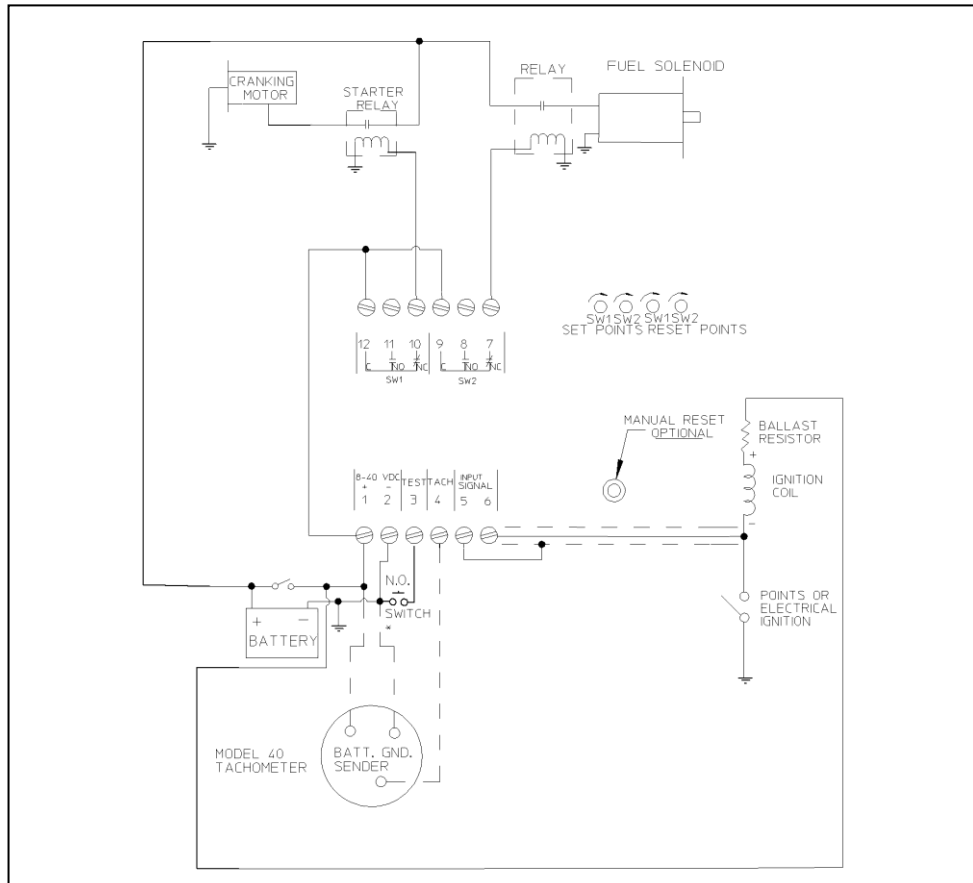 CRANKING
MOTOR
STARTER
RELAY
RELAY
FUEL SOLENOID
SW1 SW2 SW1 SW2
SET POINTS RESET POINTS
12 11 10 9 8 7
C NO NC C NO NC
SW1 SW2
MANUAL RESET
OPTIONAL
BALLAST
RESISTOR
+
IGNITION
COIL
-
8-40 VDC TEST TACH INPUT
SIGNAL
+ -
1 2 3 4 5 6
N.O.
SWITCH
*
+ -
BATTERY
POINTS OR
ELECTRICAL
IGNITION
MODEL 40
TACHOMETER
BATT. GND.
SENDER